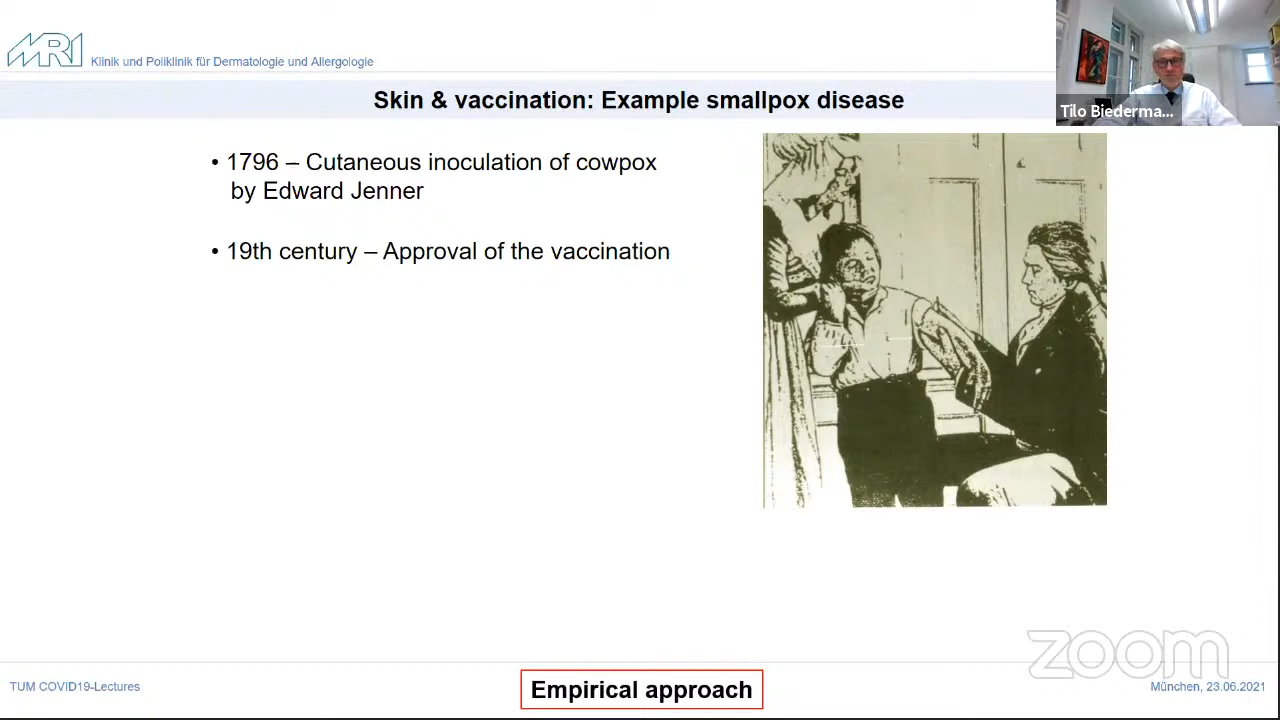 MRI
Klinik und Poliklinik für Dermatologie und Allergologie
Skin & vaccination: Example smallpox disease
Tilo Biederma...
• 1796 – Cutaneous inoculation of cowpox
by Edward Jenner
• 19th century – Approval of the vaccination
zoom
TUM COVID19-Lectures
Empirical approach
München, 23.06.2021